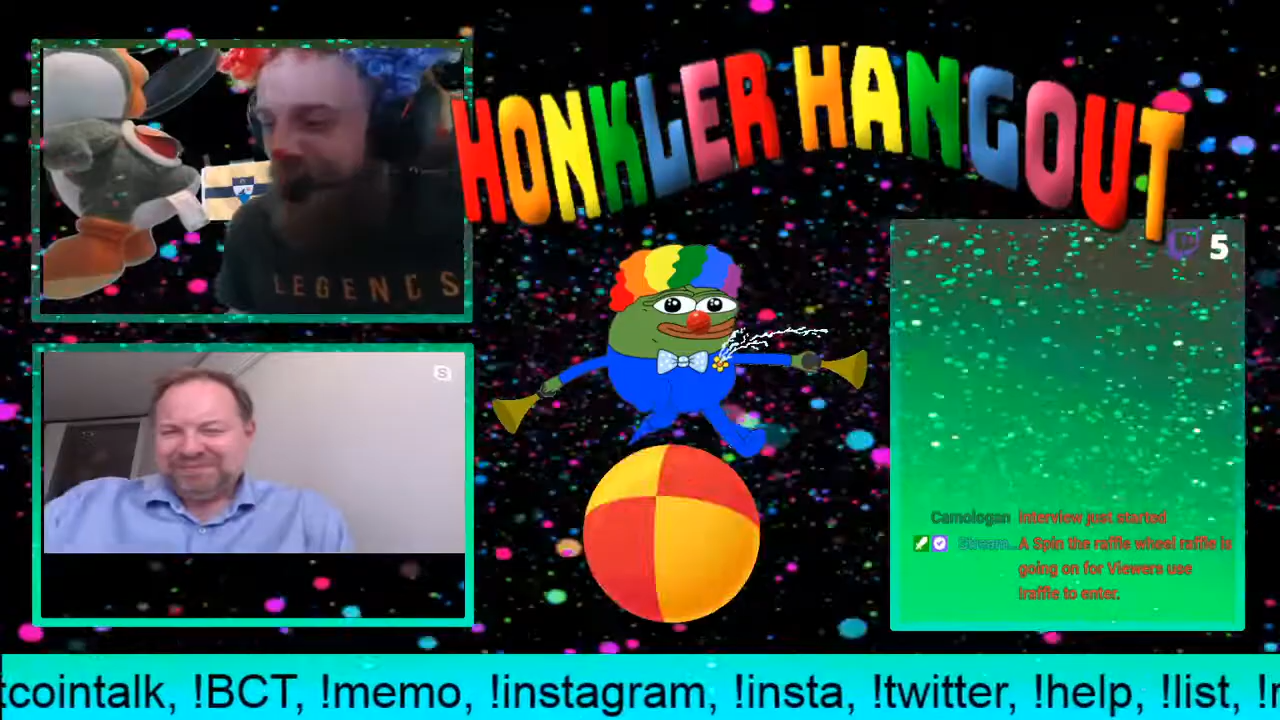 HONKLER HANGOUT
LEGENDS
S
5
Camologan Interview just started
Stream... A Spin the raffle wheel raffle is
going on for Viewers use
!raffle to enter.
tcointalk, !BCT, !memo, !instagram, !insta, !twitter, !help, !list, !r